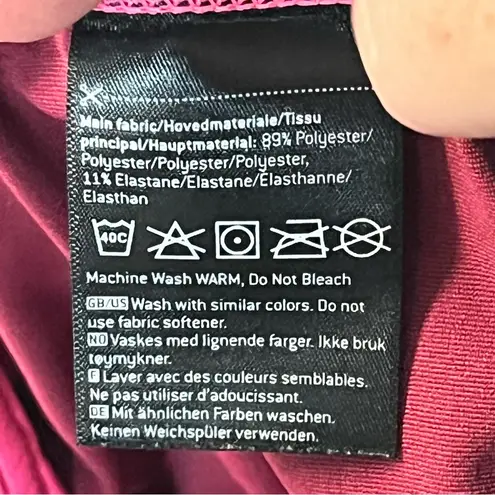 Main fabric/Hovedmateriale/Tissu
principal/Hauptmaterial: 89% Polyester/
Polyester/Polyester/Polyester,
11% Elastane/Elastane/Élasthanne/
Elasthan
40C
Machine Wash WARM, Do Not Bleach
GB/US Wash with similar colors. Do not
use fabric softener.
NO Vaskes med lignende farger. Ikke bruk
tøymykner.
F Laver avec des couleurs semblables.
Ne pas utiliser d'adoucissant.
DE Mit ähnlichen Farben waschen.
Keinen Weichspüler verwenden.